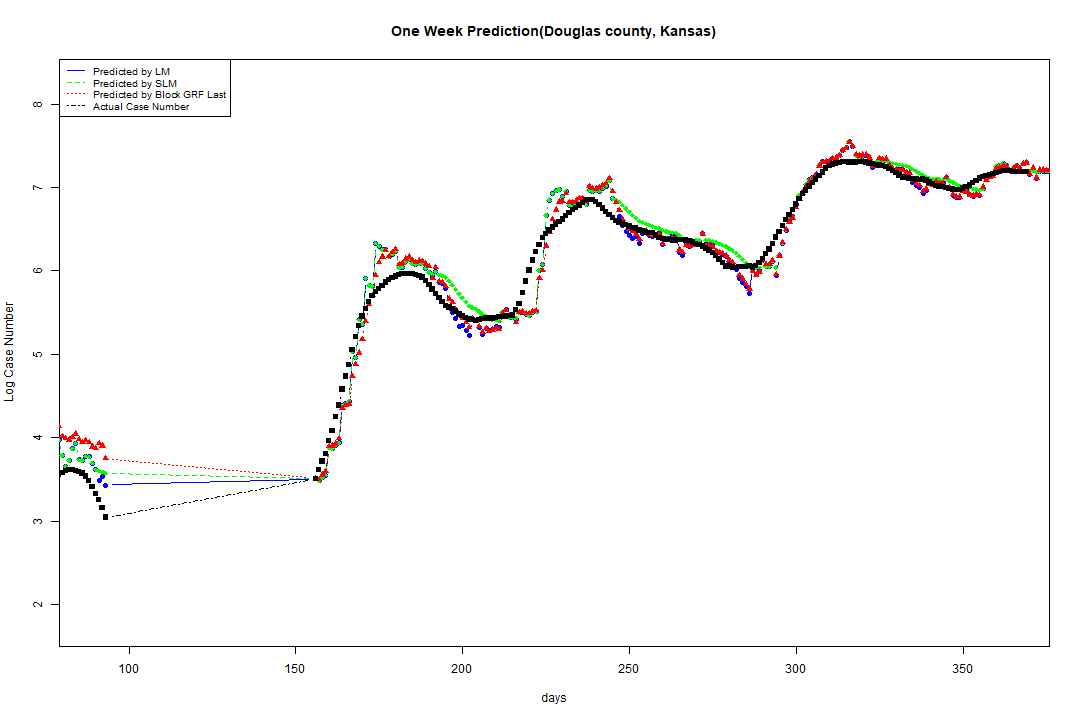 One Week Prediction(Douglas county, Kansas)
Predicted by LM
Predicted by SLM
Predicted by Block GRF Last
Actual Case Number
8
7
6
5
4
3
2
Log Case Number
100 150 200 250 300 350
days